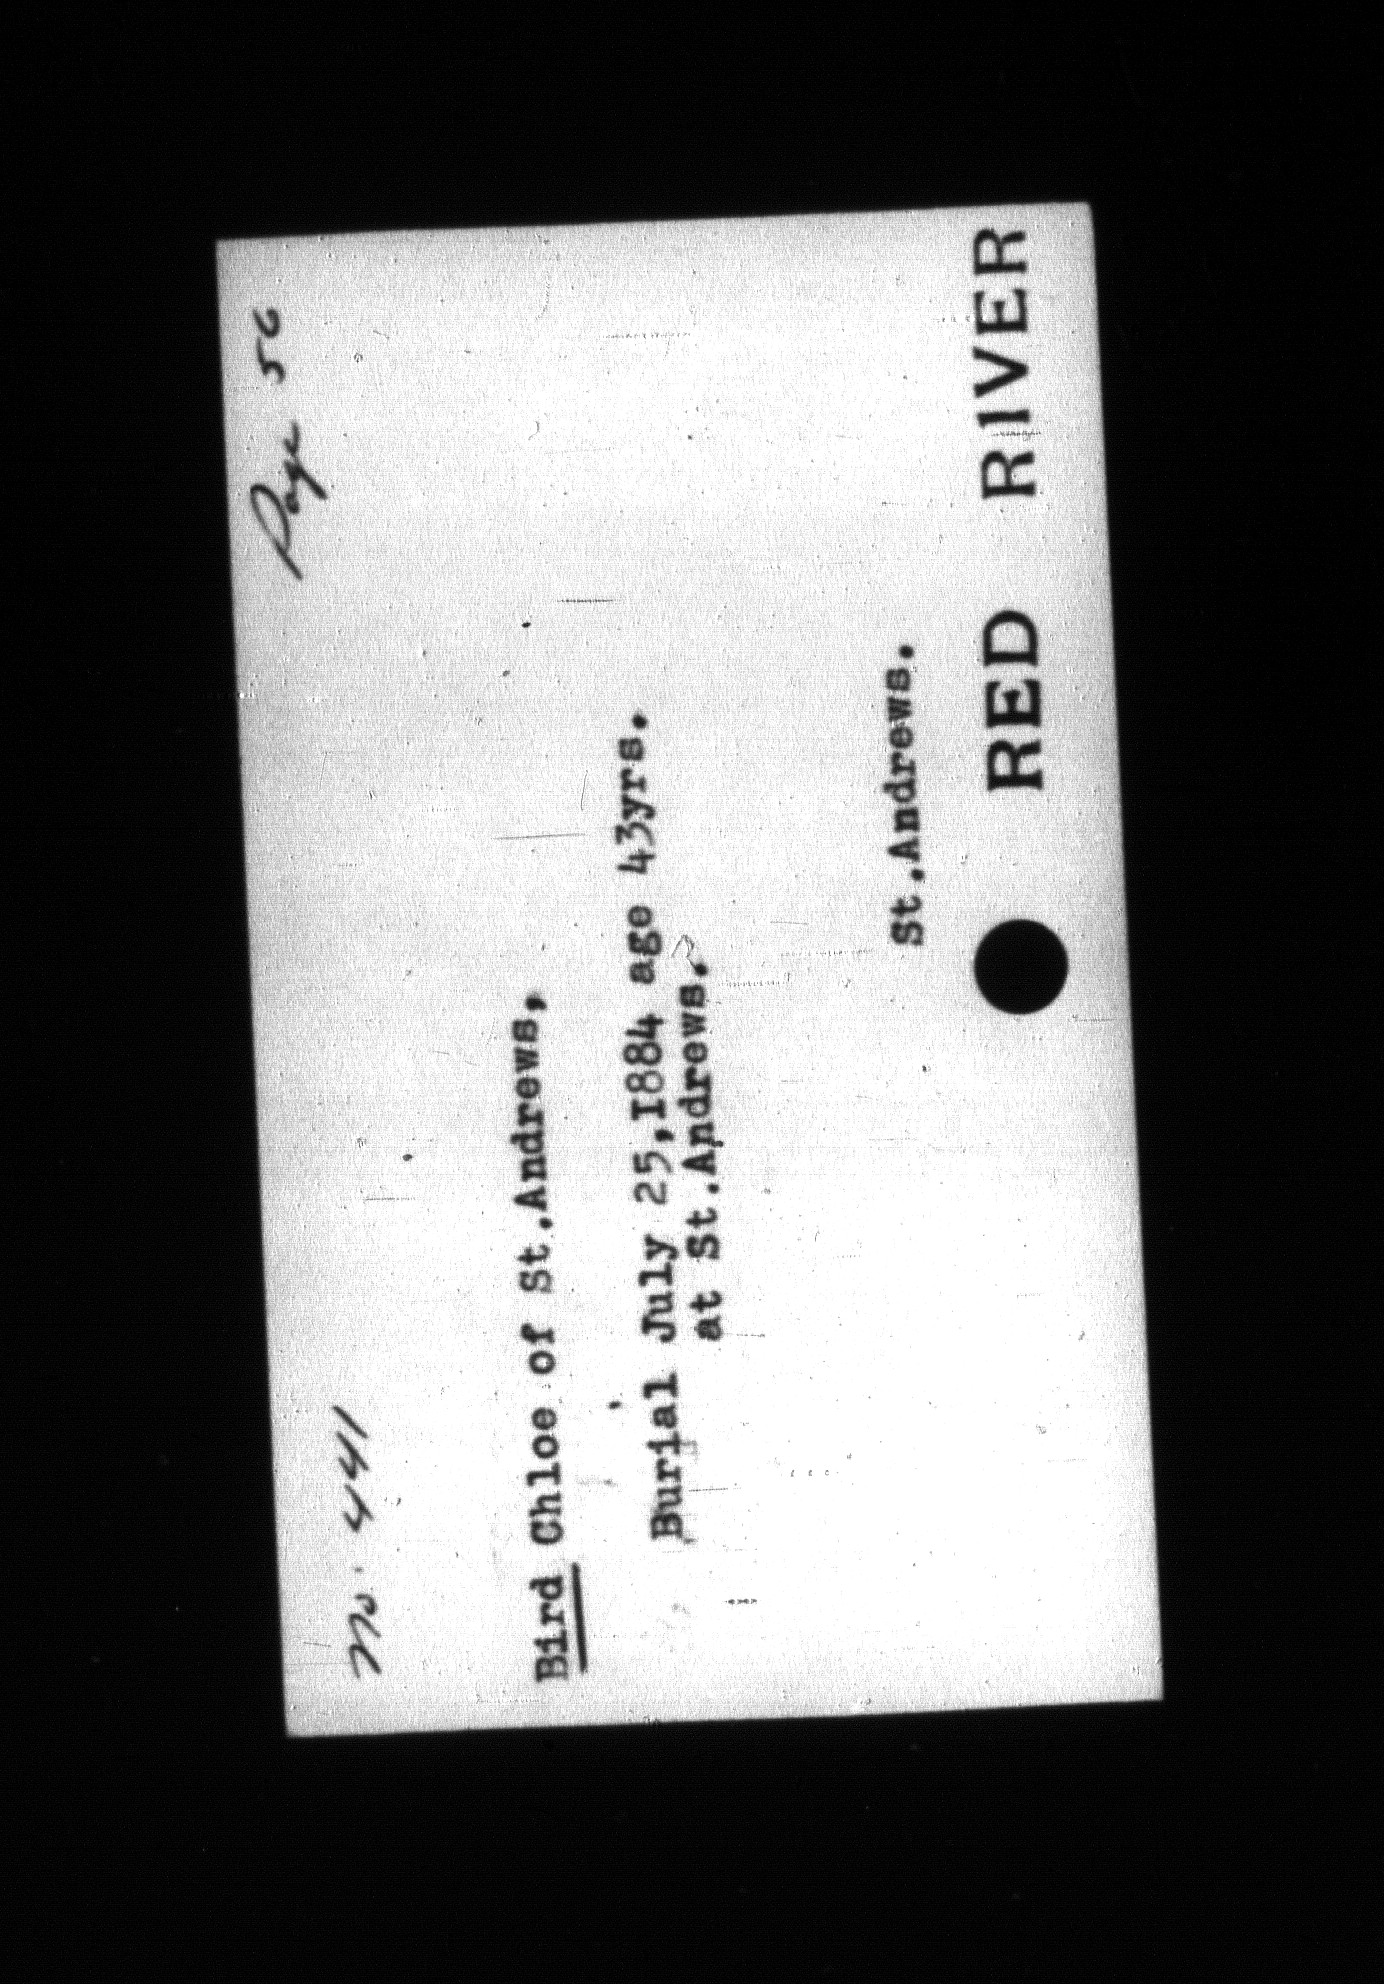 Page 56
No. 441
Bird Chloe of St.Andrews,
Burial July 25,1884 age 43yrs.
at St.Andrews.
St.Andrews.
RED RIVER